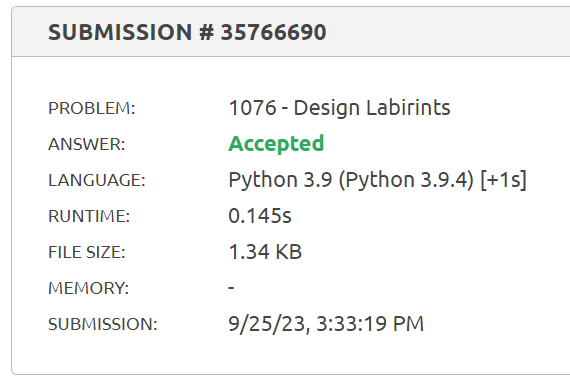 SUBMISSION # 35766690
PROBLEM: 1076 - Design Labirints
ANSWER: Accepted
LANGUAGE: Python 3.9 (Python 3.9.4) [+1s]
RUNTIME: 0.145s
FILE SIZE: 1.34 KB
MEMORY: -
SUBMISSION: 9/25/23, 3:33:19 PM